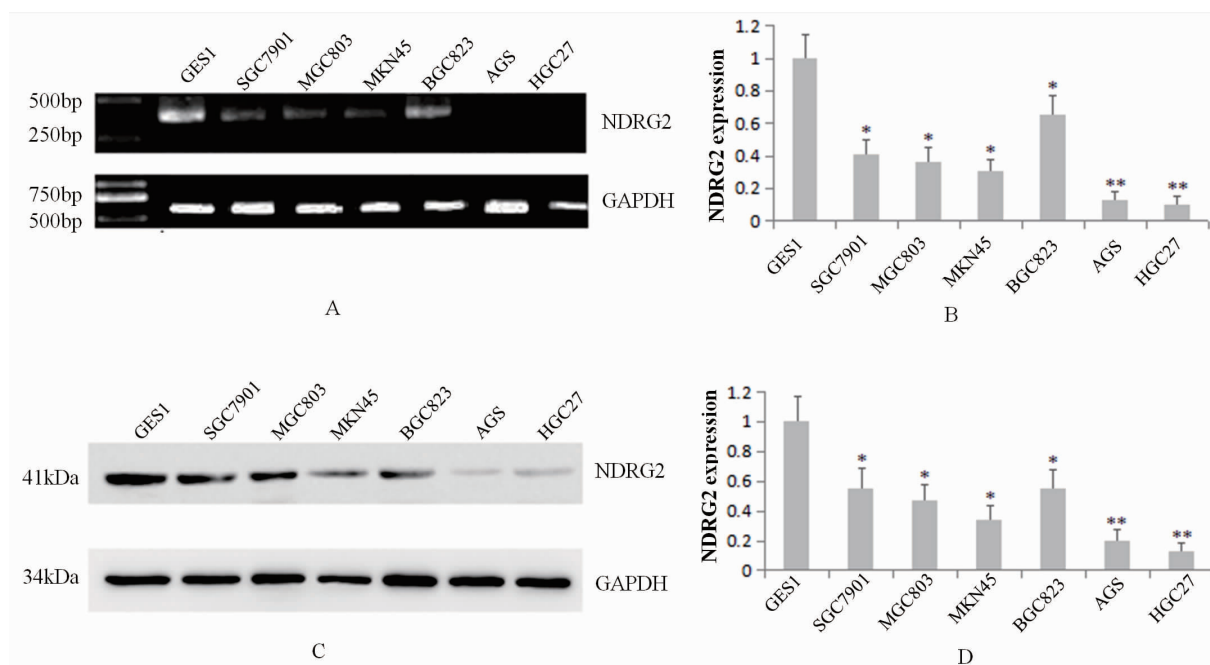 GES1 SGC7901 MGC803 MKN45 BGC823 AGS HGC27
500bp
250bp
NDRG2
750bp
500bp
GAPDH
A
NDRG2 expression
1.2
1
0.8
0.6
0.4
0.2
0
* * * * ** **
GES1 SGC7901 MGC803 MKN45 BGC823 AGS HGC27
B
GES1 SGC7901 MGC803 MKN45 BGC823 AGS HGC27
41kDa
NDRG2
34kDa
GAPDH
C
NDRG2 expression
1.2
1
0.8
0.6
0.4
0.2
0
* * * * ** **
GES1 SGC7901 MGC803 MKN45 BGC823 AGS HGC27
D